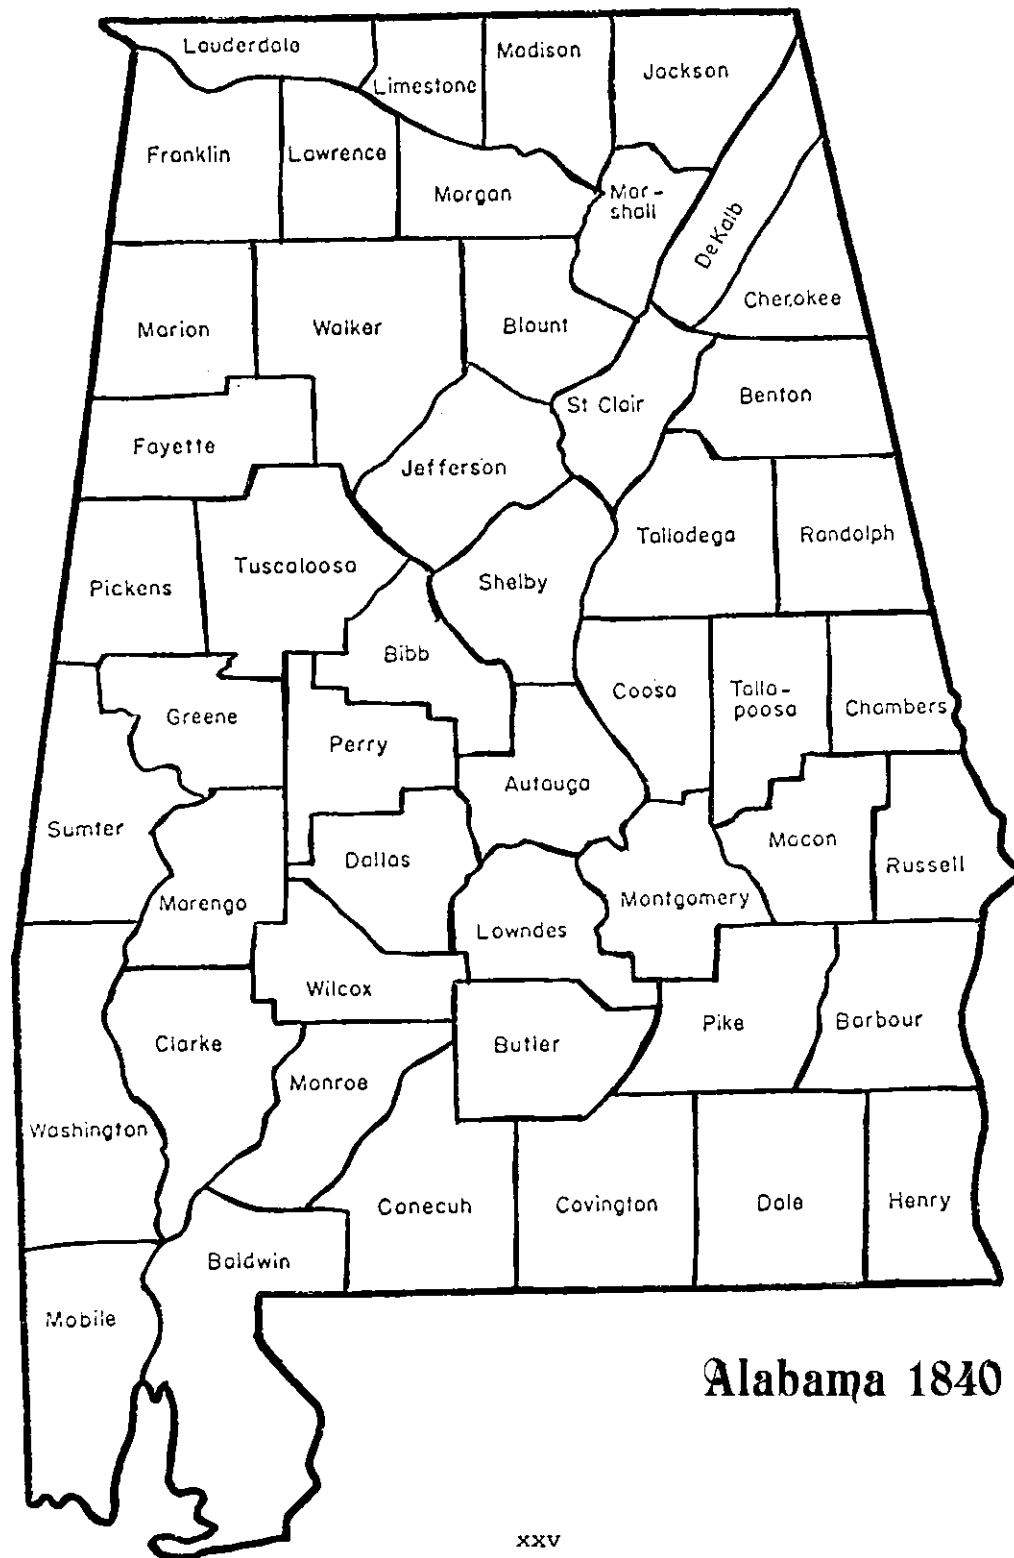 Lauderdale
Limestone
Madison
Jackson
Franklin
Lawrence
Morgan
Mar-
shall
DeKalb
Cherokee
Marion
Walker
Blount
St Clair
Benton
Fayette
Jefferson
Talladega
Randolph
Pickens
Tuscaloosa
Shelby
Bibb
Coosa
Talla-
poosa
Chambers
Greene
Perry
Autauga
Sumter
Dallas
Macon
Russell
Marengo
Montgomery
Lowndes
Wilcox
Clarke
Butler
Pike
Barbour
Monroe
Washington
Conecuh
Covington
Dale
Henry
Baldwin
Mobile
Alabama 1840
xxv